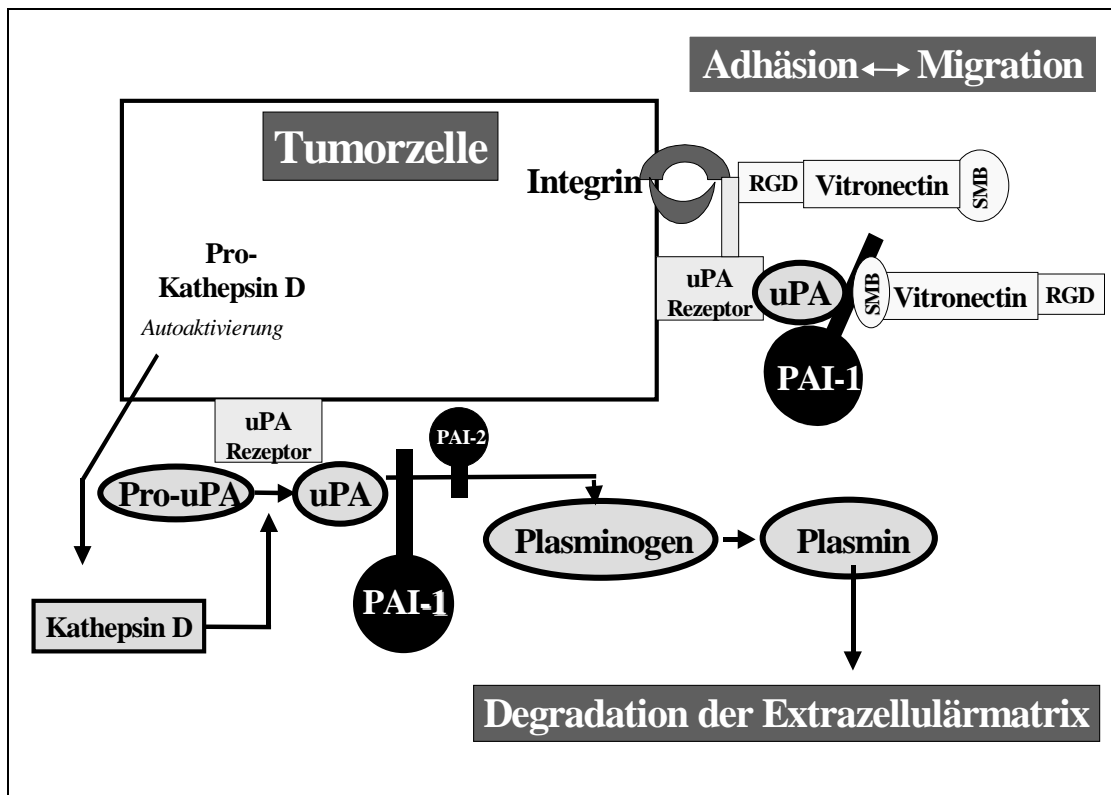 Adhäsion ↔ Migration
Tumorzelle
Integrin
RGD
Vitronectin
SMB
Pro-
Kathepsin D
Autoaktivierung
uPA
Rezeptor
uPA
SMB
Vitronectin
RGD
PAI-1
uPA
Rezeptor
PAI-2
Pro-uPA
uPA
Plasminogen
Plasmin
PAI-1
Kathepsin D
Degradation der Extrazellulärmatrix